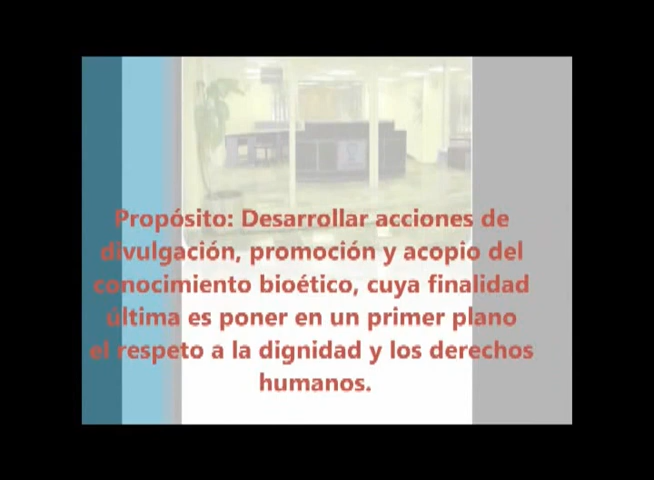 Propósito: Desarrollar acciones de
divulgación, promoción y acopio del
conocimiento bioético, cuya finalidad
última es poner en un primer plano
el respeto a la dignidad y los derechos
humanos.